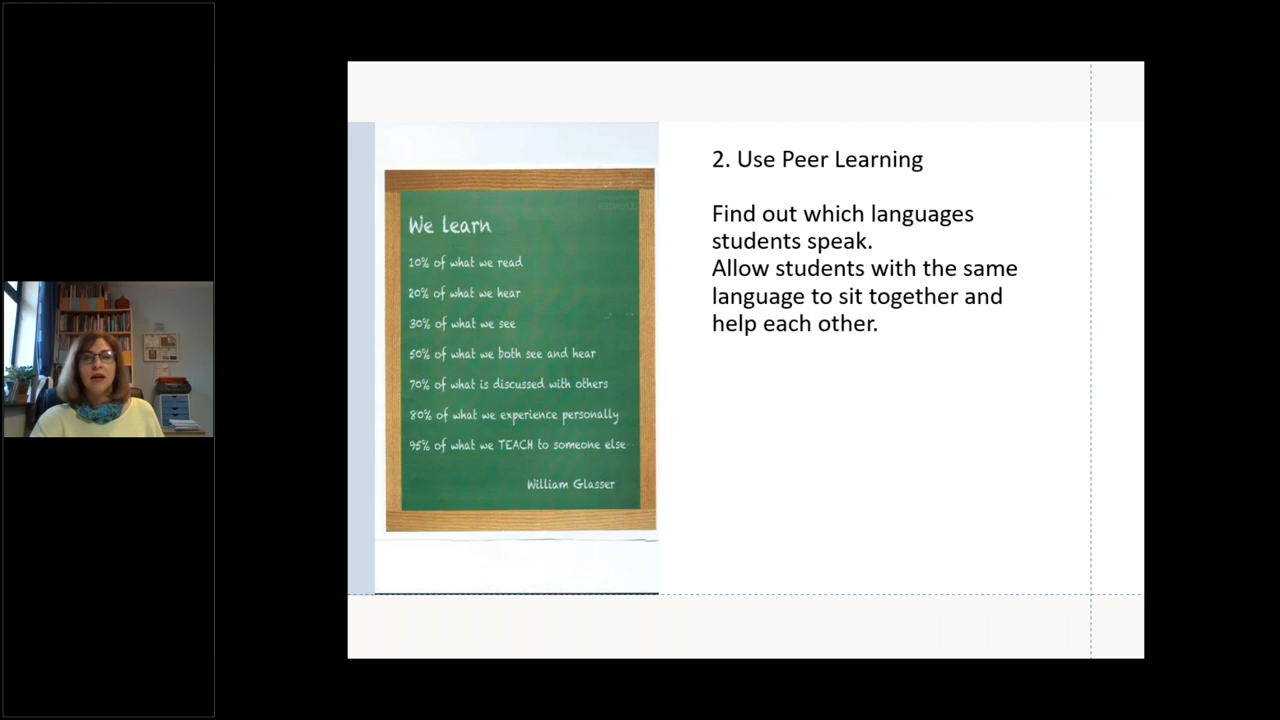 We learn
10% of what we read
20% of what we hear
30% of what we see
50% of what we both see and hear
70% of what is discussed with others
80% of what we experience personally
95% of what we TEACH to someone else
William Glasser
2. Use Peer Learning
Find out which languages
students speak.
Allow students with the same
language to sit together and
help each other.